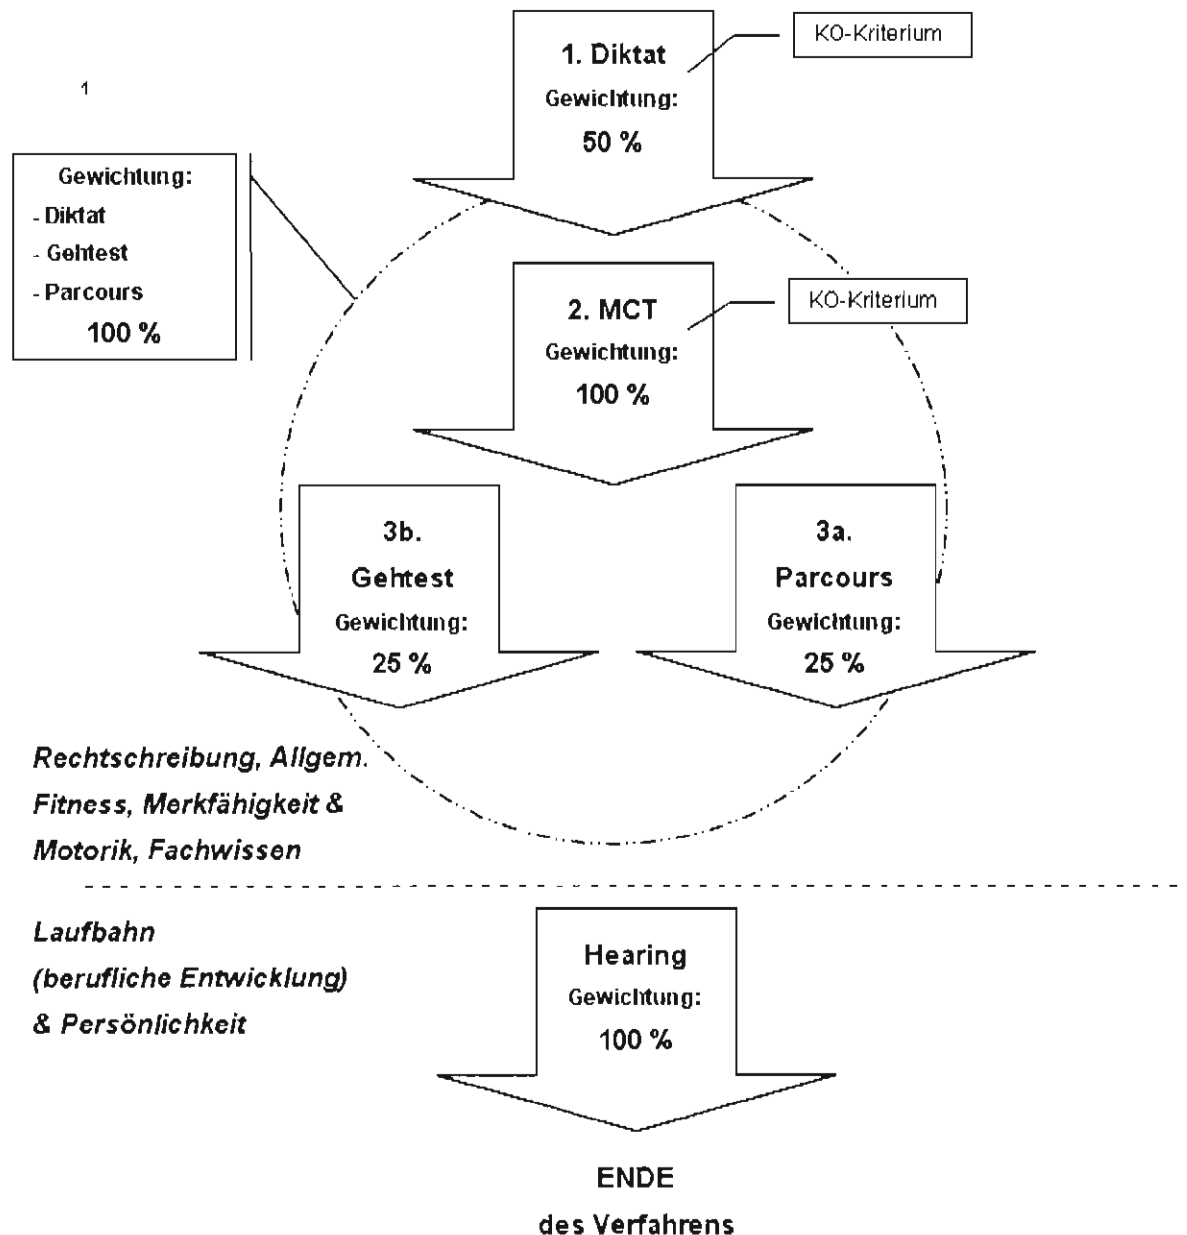 1. Diktat
Gewichtung:
50 %
KO-Kriterium
1
Gewichtung:
- Diktat
- Gehtest
- Parcours
100 %
2. MCT
Gewichtung:
100 %
KO-Kriterium
3b.
Gehtest
Gewichtung:
25 %
3a.
Parcours
Gewichtung:
25 %
Rechtschreibung, Allgem.
Fitness, Merkfähigkeit &
Motorik, Fachwissen
Laufbahn
(berufliche Entwicklung)
& Persönlichkeit
Hearing
Gewichtung:
100 %
ENDE
des Verfahrens